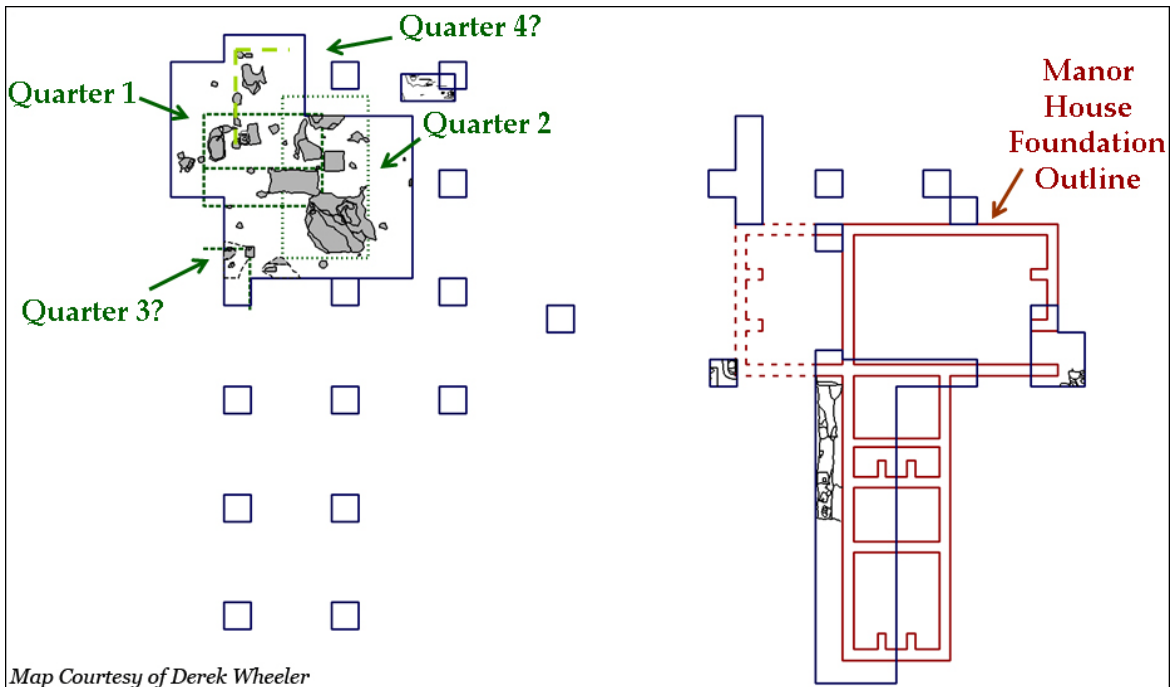 Quarter 4?
Quarter 1
Quarter 2
Quarter 3?
Manor
House
Foundation
Outline
Map Courtesy of Derek Wheeler